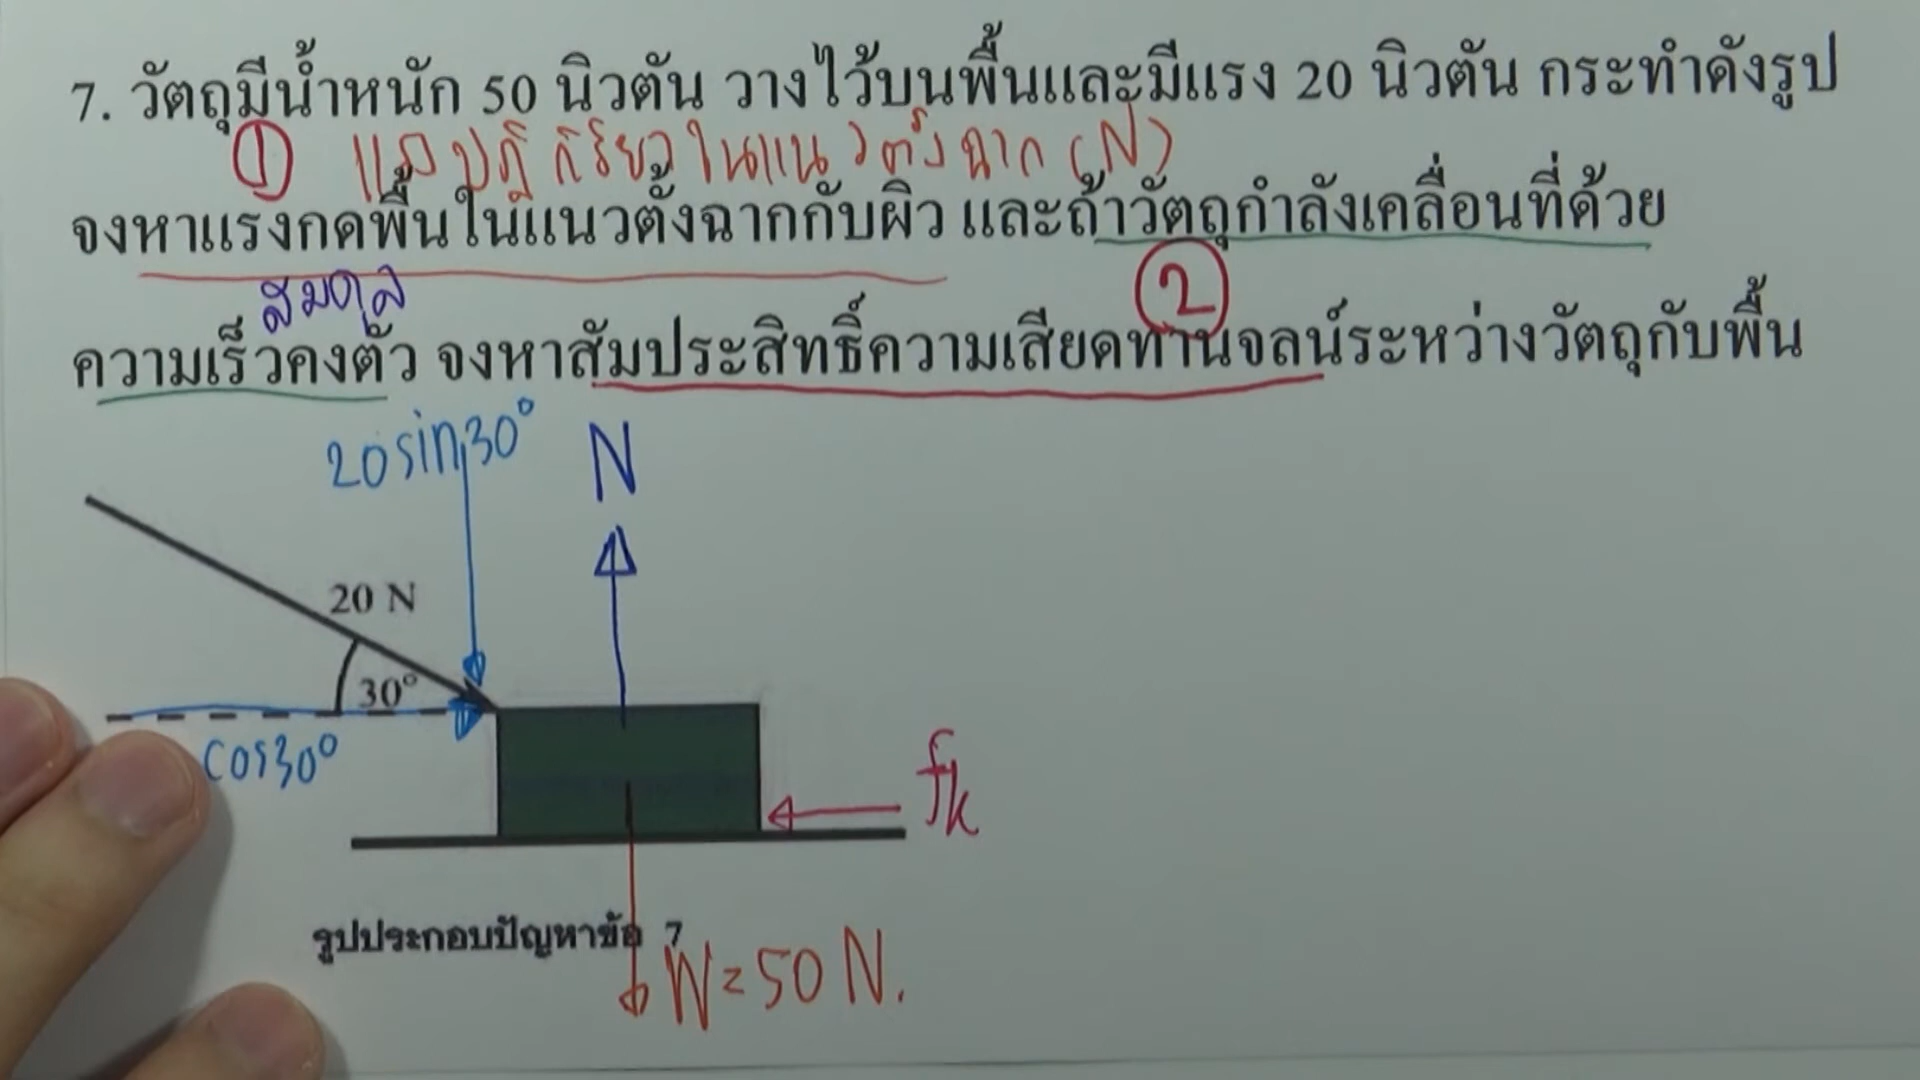 7. วัตถุมีน้ำหนัก 50 นิวตัน วางไว้บนพื้นและมีแรง 20 นิวตัน กระทำดังรูป
1 แรงปฏิกิริยาในแนวตั้งฉาก (N)
จงหาแรงกดพื้นในแนวตั้งฉากกับผิว และถ้าวัตถุกำลังเคลื่อนที่ด้วย
สมดุล 2
ความเร็วคงตัว จงหาสัมประสิทธิ์ความเสียดทานจลน์ระหว่างวัตถุกับพื้น
20 sin 30° N
20 N
30°
cos30°
fk
รูปประกอบปัญหาข้อ 7
W = 50 N.